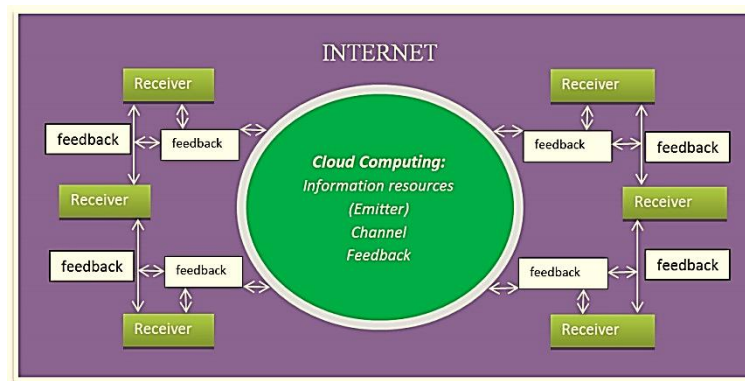 INTERNET
Receiver
Receiver
feedback
feedback
feedback
feedback
Cloud Computing:
Information resources
(Emitter)
Channel
Feedback
Receiver
Receiver
feedback
feedback
feedback
feedback
Receiver
Receiver